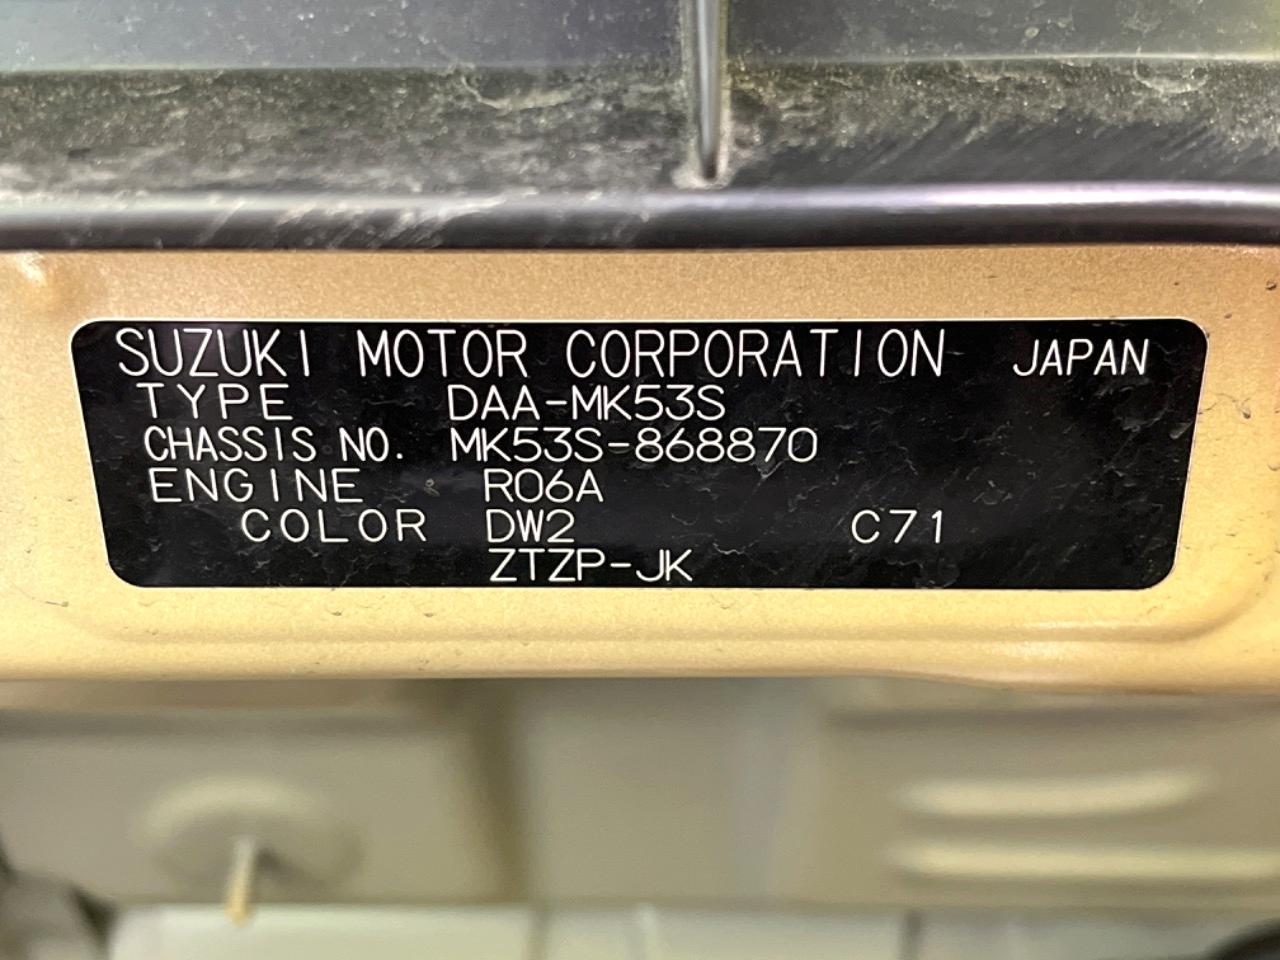 SUZUKI MOTOR CORPORATION JAPAN
TYPE DAA-MK53S
CHASSIS NO. MK53S-868870
ENGINE R06A
COLOR DW2 C71
ZTZP-JK